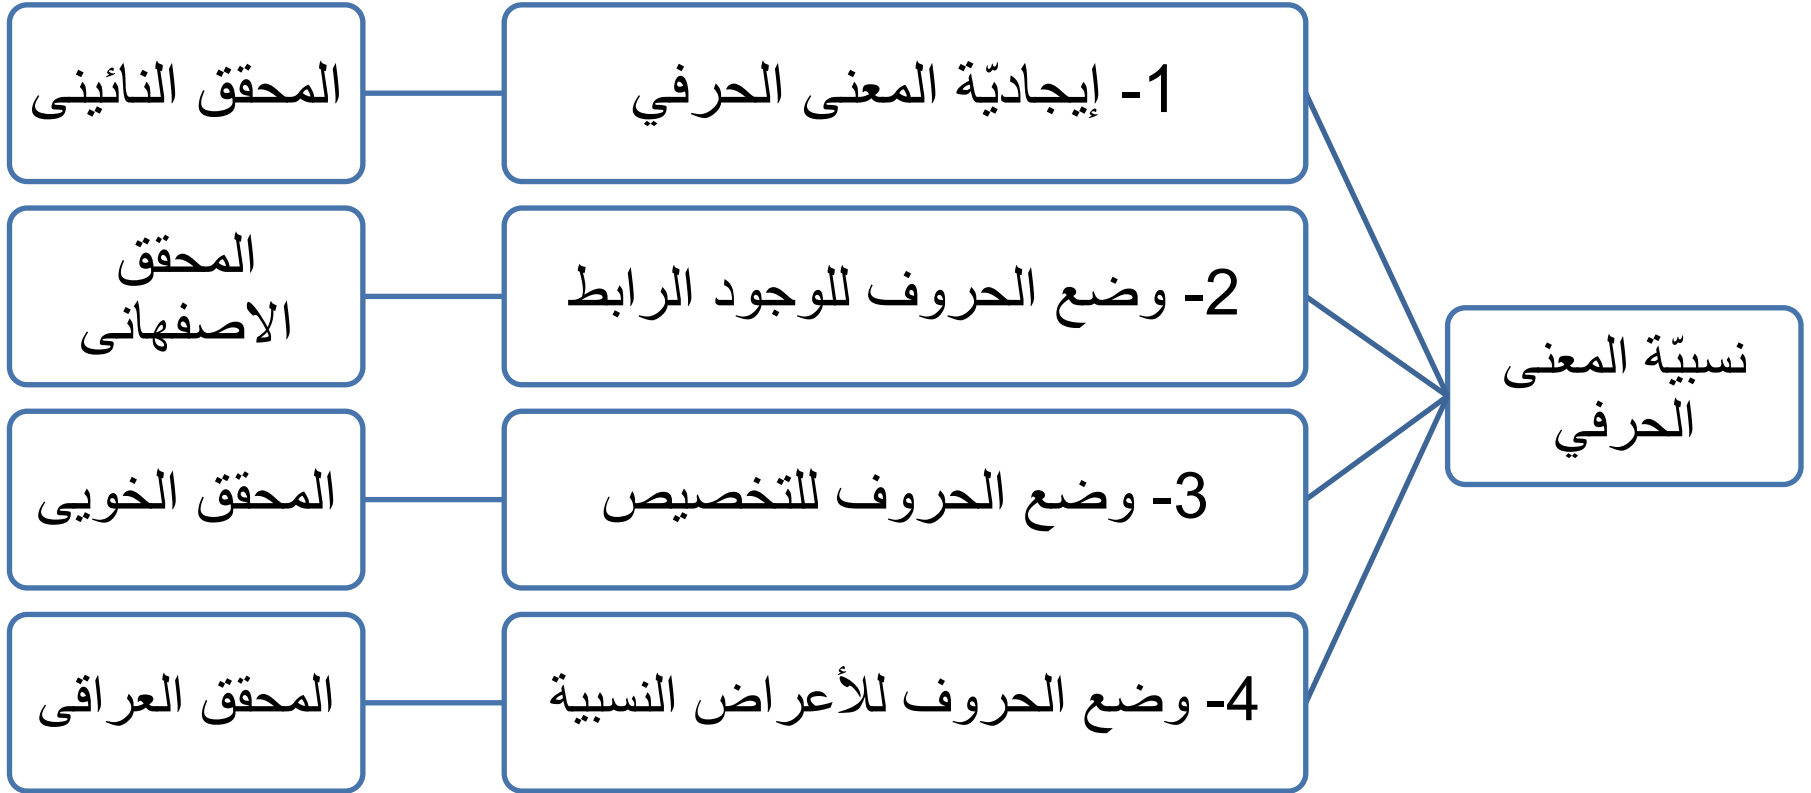 نسبيّة المعنى
الحرفي
1- إيجاديّة المعنى الحرفي
المحقق النائينى
2- وضع الحروف للوجود الرابط
المحقق
الاصفهانى
3- وضع الحروف للتخصيص
المحقق الخويى
4- وضع الحروف للأعراض النسبية
المحقق العراقى